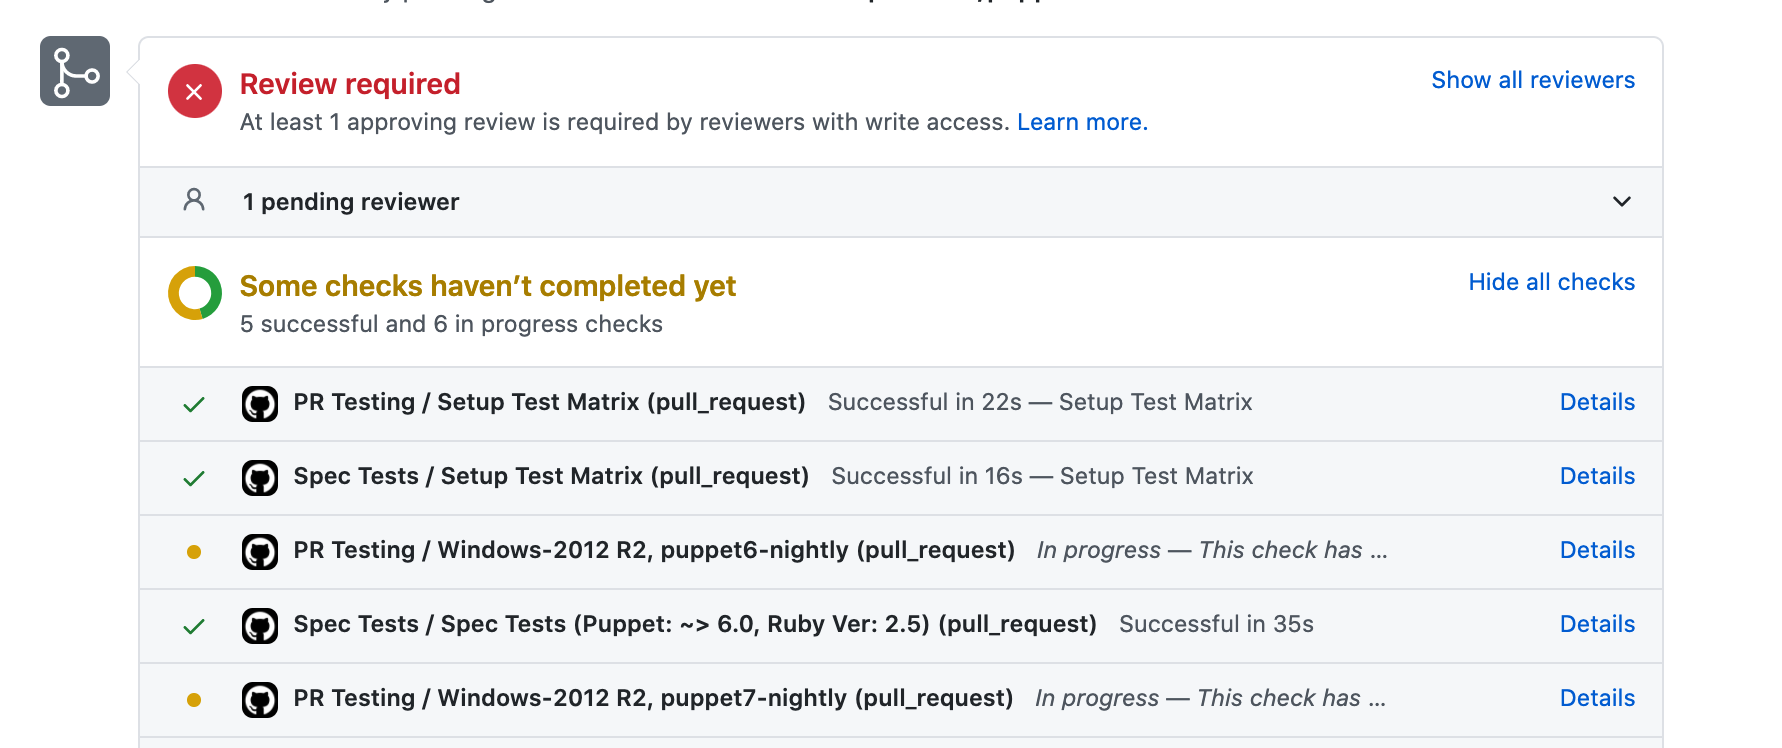 Review required
Show all reviewers
At least 1 approving review is required by reviewers with write access. Learn more.
1 pending reviewer
Some checks haven’t completed yet
Hide all checks
5 successful and 6 in progress checks
PR Testing / Setup Test Matrix (pull_request) Successful in 22s — Setup Test Matrix Details
Spec Tests / Setup Test Matrix (pull_request) Successful in 16s — Setup Test Matrix Details
PR Testing / Windows-2012 R2, puppet6-nightly (pull_request) In progress — This check has ... Details
Spec Tests / Spec Tests (Puppet: ~> 6.0, Ruby Ver: 2.5) (pull_request) Successful in 35s Details
PR Testing / Windows-2012 R2, puppet7-nightly (pull_request) In progress — This check has ... Details